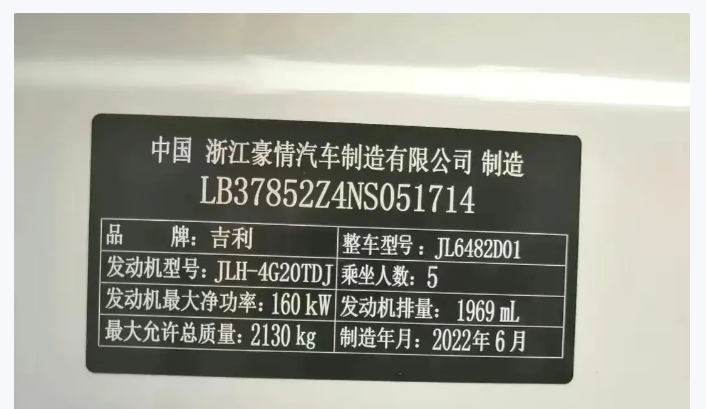 中国 浙江豪情汽车制造有限公司 制造
LB37852Z4NS051714
品 牌：吉利 整车型号：JL6482D01
发动机型号：JLH-4G20TDJ 乘坐人数：5
发动机最大净功率：160 kW 发动机排量：1969 mL
最大允许总质量：2130 kg 制造年月：2022年6月